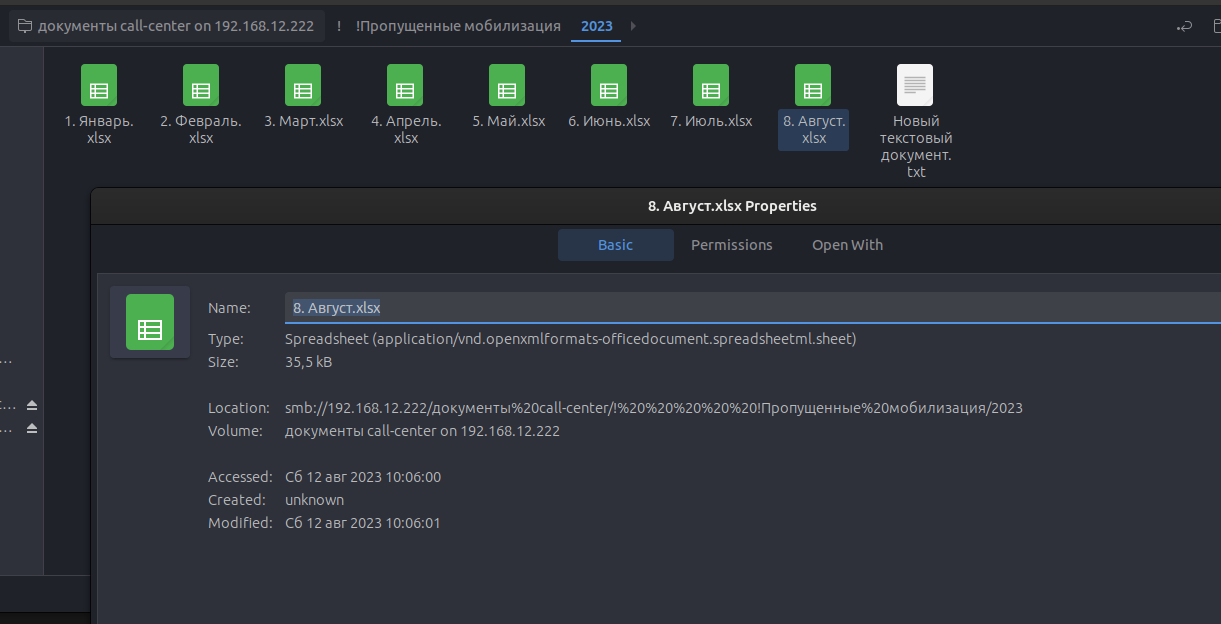 документы call-center on 192.168.12.222 ! !Пропущенные мобилизация 2023
1. Январь.
xlsx
2. Февраль.
xlsx
3. Март.xlsx
4. Апрель.
xlsx
5. Май.xlsx
6. Июнь.xlsx
7. Июль.xlsx
8. Август.
xlsx
Новый
текстовый
документ.
txt
8. Август.xlsx Properties
Basic Permissions Open With
Name: 8. Август.xlsx
Type: Spreadsheet (application/vnd.openxmlformats-officedocument.spreadsheetml.sheet)
Size: 35,5 kB
Location: smb://192.168.12.222/документы%20call-center/!%20%20%20%20%20!Пропущенные%20мобилизация/2023
Volume: документы call-center on 192.168.12.222
Accessed: Сб 12 авг 2023 10:06:00
Created: unknown
Modified: Сб 12 авг 2023 10:06:01